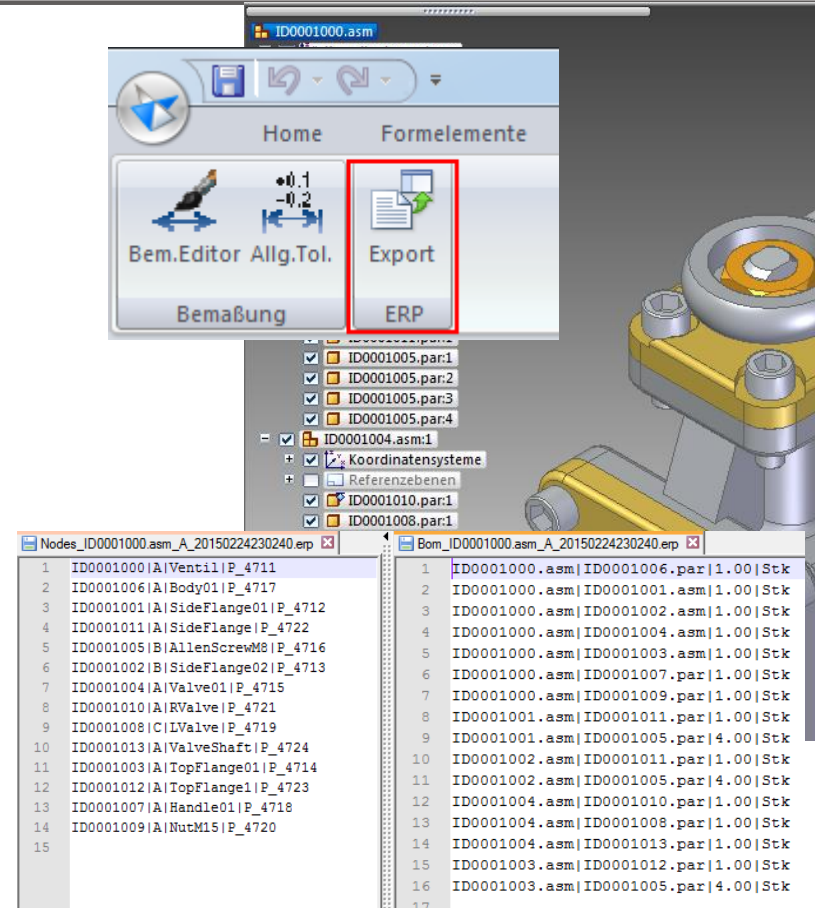 ID0001000.asm
Home Formelemente
+0.1
-0.2
Bem.Editor Allg.Tol. Export
Bemaßung ERP
ID0001005.par:1
ID0001005.par:2
ID0001005.par:3
ID0001005.par:4
ID0001004.asm:1
Koordinatensysteme
Referenzebenen
ID0001010.par:1
ID0001008.par:1
Nodes_ID0001000.asm_A_20150224230240.erp
1 ID0001000|A|Ventil|P_4711
2 ID0001006|A|Body01|P_4717
3 ID0001001|A|SideFlange01|P_4712
4 ID0001011|A|SideFlange|P_4722
5 ID0001005|B|AllenScrewM8|P_4716
6 ID0001002|B|SideFlange02|P_4713
7 ID0001004|A|Valve01|P_4715
8 ID0001010|A|RValve|P_4721
9 ID0001008|C|LValve|P_4719
10 ID0001013|A|ValveShaft|P_4724
11 ID0001003|A|TopFlange01|P_4714
12 ID0001012|A|TopFlange1|P_4723
13 ID0001007|A|Handle01|P_4718
14 ID0001009|A|NutM15|P_4720
15
Bom_ID0001000.asm_A_20150224230240.erp
1 ID0001000.asm|ID0001006.par|1.00|Stk
2 ID0001000.asm|ID0001001.asm|1.00|Stk
3 ID0001000.asm|ID0001002.asm|1.00|Stk
4 ID0001000.asm|ID0001004.asm|1.00|Stk
5 ID0001000.asm|ID0001003.asm|1.00|Stk
6 ID0001000.asm|ID0001007.par|1.00|Stk
7 ID0001000.asm|ID0001009.par|1.00|Stk
8 ID0001001.asm|ID0001011.par|1.00|Stk
9 ID0001001.asm|ID0001005.par|4.00|Stk
10 ID0001002.asm|ID0001011.par|1.00|Stk
11 ID0001002.asm|ID0001005.par|4.00|Stk
12 ID0001004.asm|ID0001010.par|1.00|Stk
13 ID0001004.asm|ID0001008.par|1.00|Stk
14 ID0001004.asm|ID0001013.par|1.00|Stk
15 ID0001003.asm|ID0001012.par|1.00|Stk
16 ID0001003.asm|ID0001005.par|4.00|Stk
17